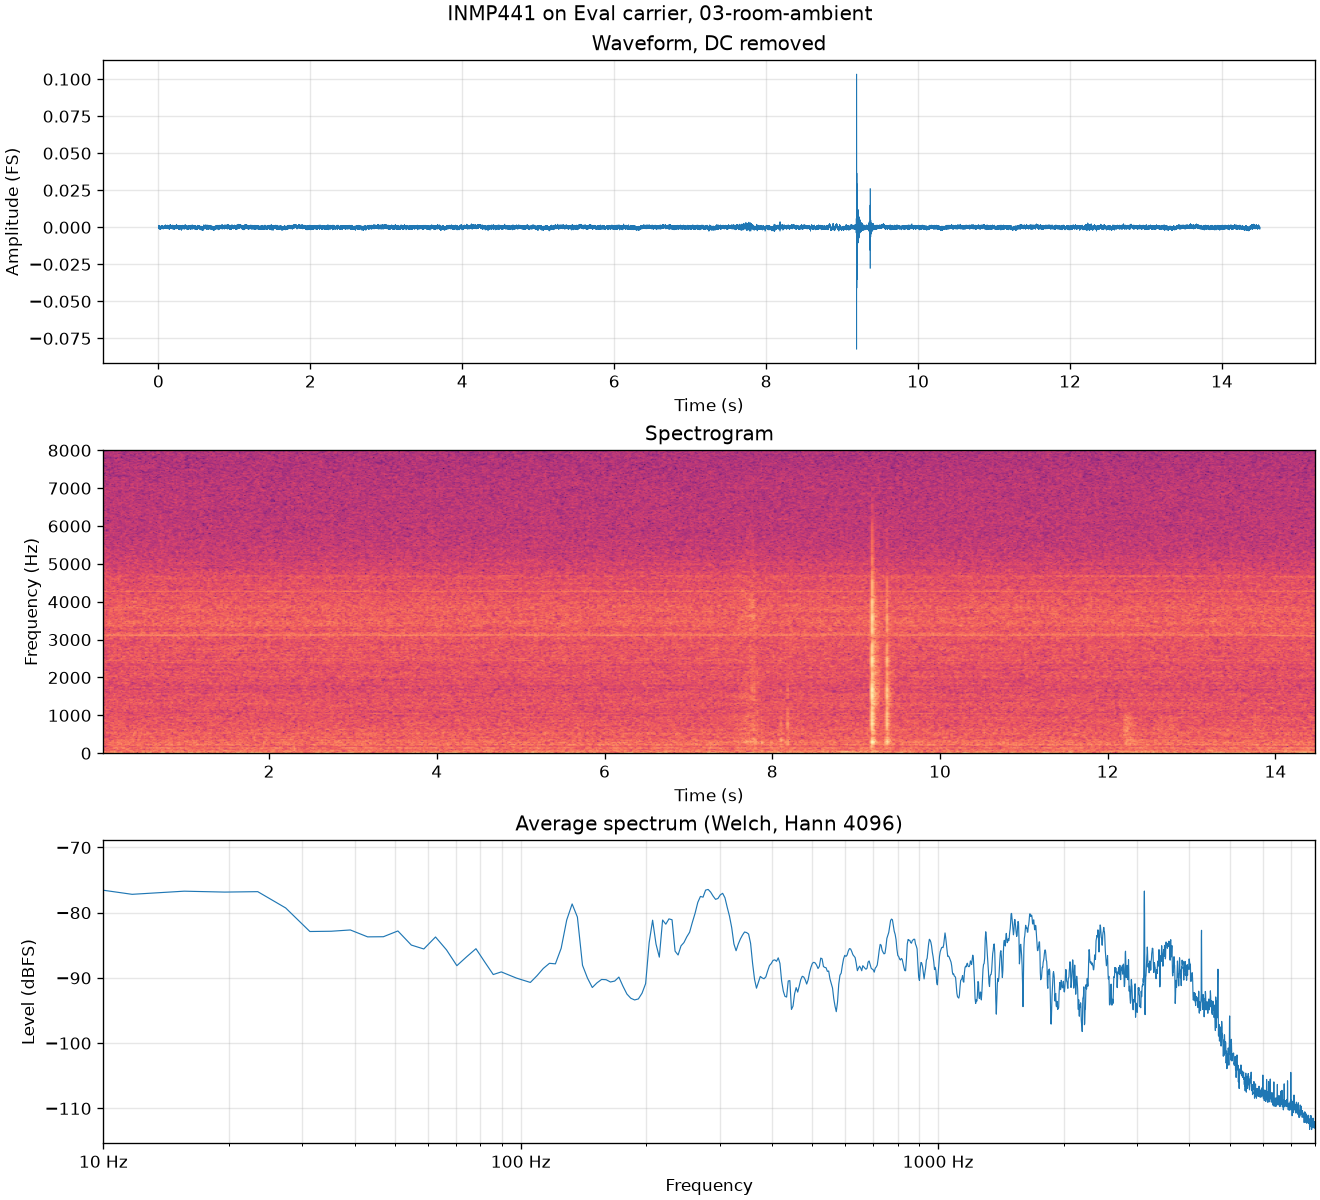 INMP441 on Eval carrier, 03-room-ambient
Waveform, DC removed
Amplitude (FS)
0.100
0.075
0.050
0.025
0.000
−0.025
−0.050
−0.075
0 2 4 6 8 10 12 14
Time (s)
Spectrogram
Frequency (Hz)
8000
7000
6000
5000
4000
3000
2000
1000
0
2 4 6 8 10 12 14
Time (s)
Average spectrum (Welch, Hann 4096)
Level (dBFS)
−70
−80
−90
−100
−110
10 Hz 100 Hz 1000 Hz
Frequency